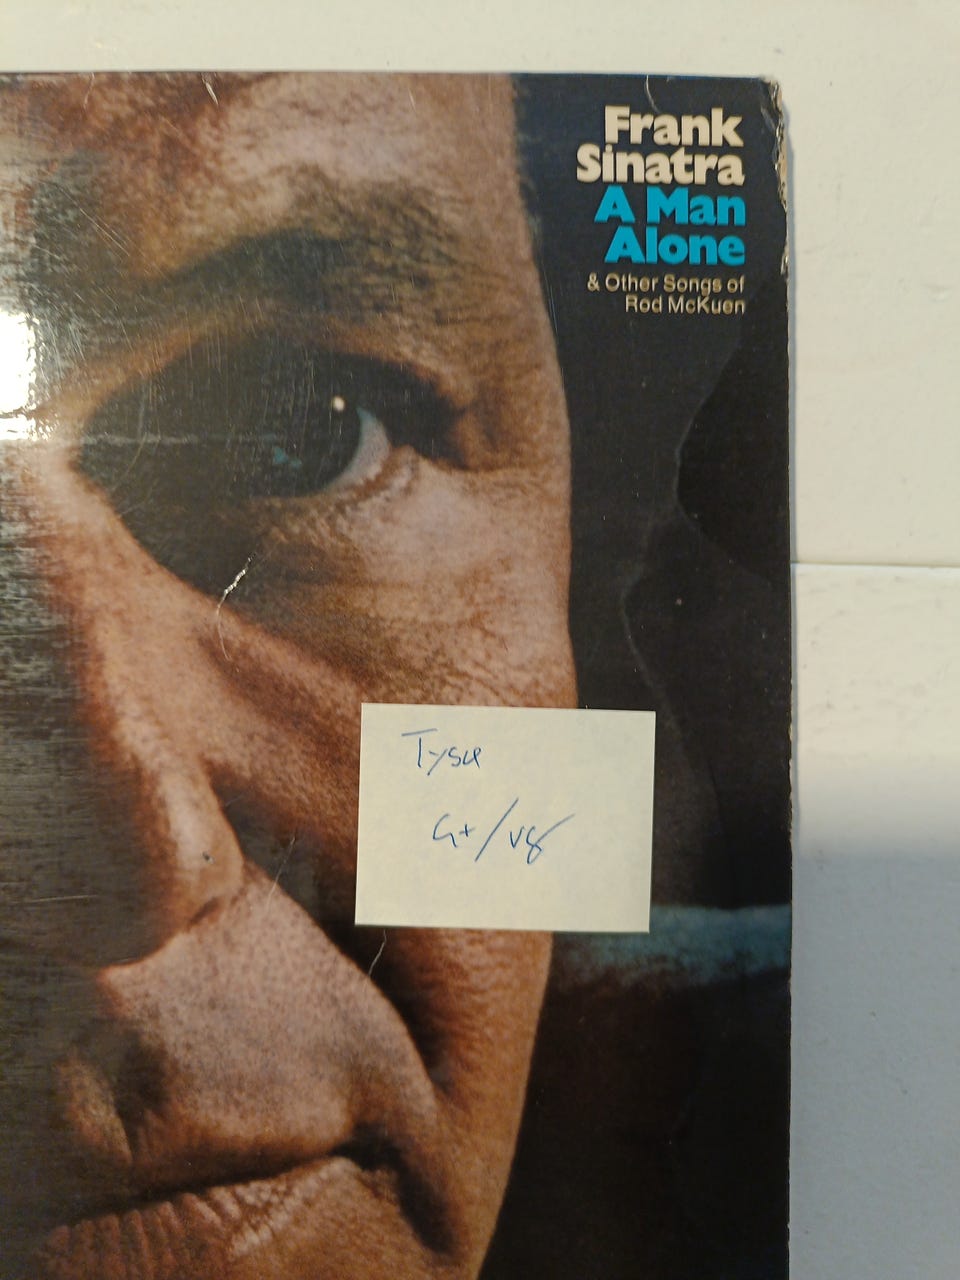 Frank
Sinatra
A Man
Alone
& Other Songs of
Rod McKuen
G+/VG